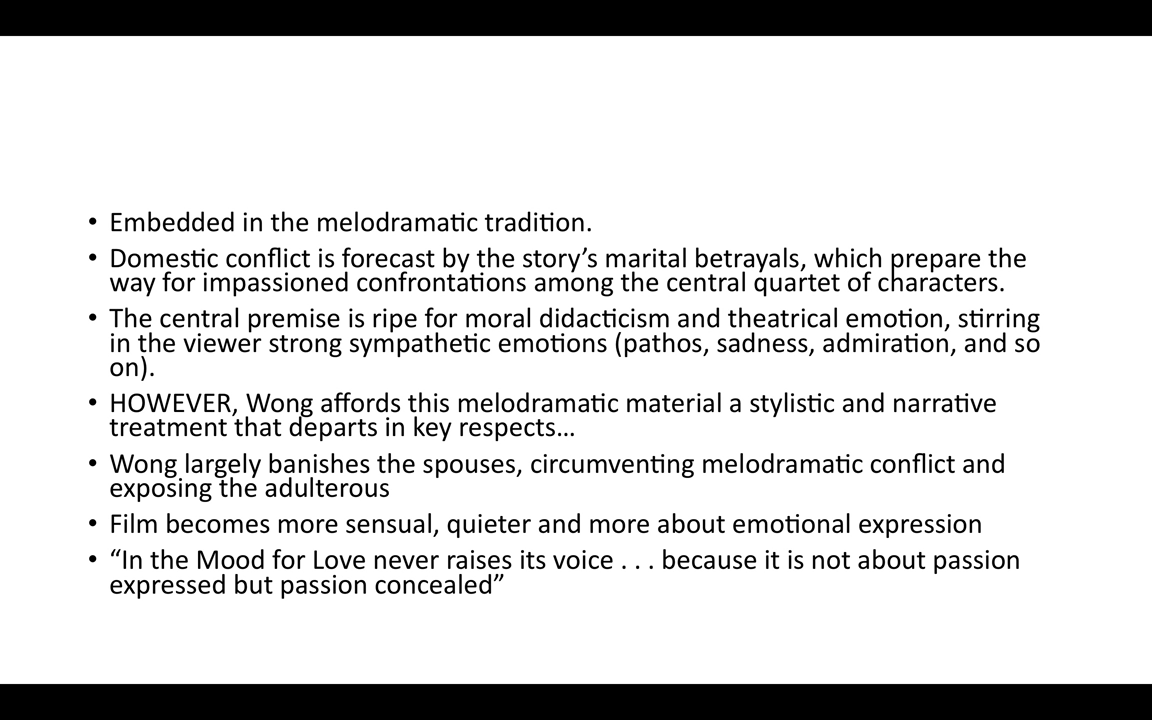 • Embedded in the melodramatic tradition.
• Domestic conflict is forecast by the story’s marital betrayals, which prepare the
way for impassioned confrontations among the central quartet of characters.
• The central premise is ripe for moral didacticism and theatrical emotion, stirring
in the viewer strong sympathetic emotions (pathos, sadness, admiration, and so
on).
• HOWEVER, Wong affords this melodramatic material a stylistic and narrative
treatment that departs in key respects…
• Wong largely banishes the spouses, circumventing melodramatic conflict and
exposing the adulterous
• Film becomes more sensual, quieter and more about emotional expression
• “In the Mood for Love never raises its voice . . . because it is not about passion
expressed but passion concealed”